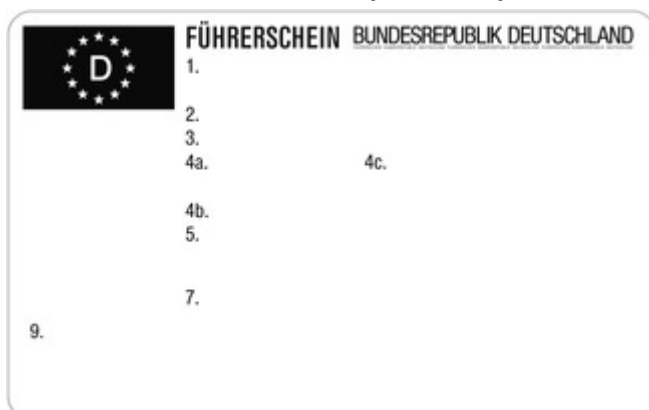 D
FÜHRERSCHEIN BUNDESREPUBLIK DEUTSCHLAND
1.
2.
3.
4a. 4c.
4b.
5.
7.
9.